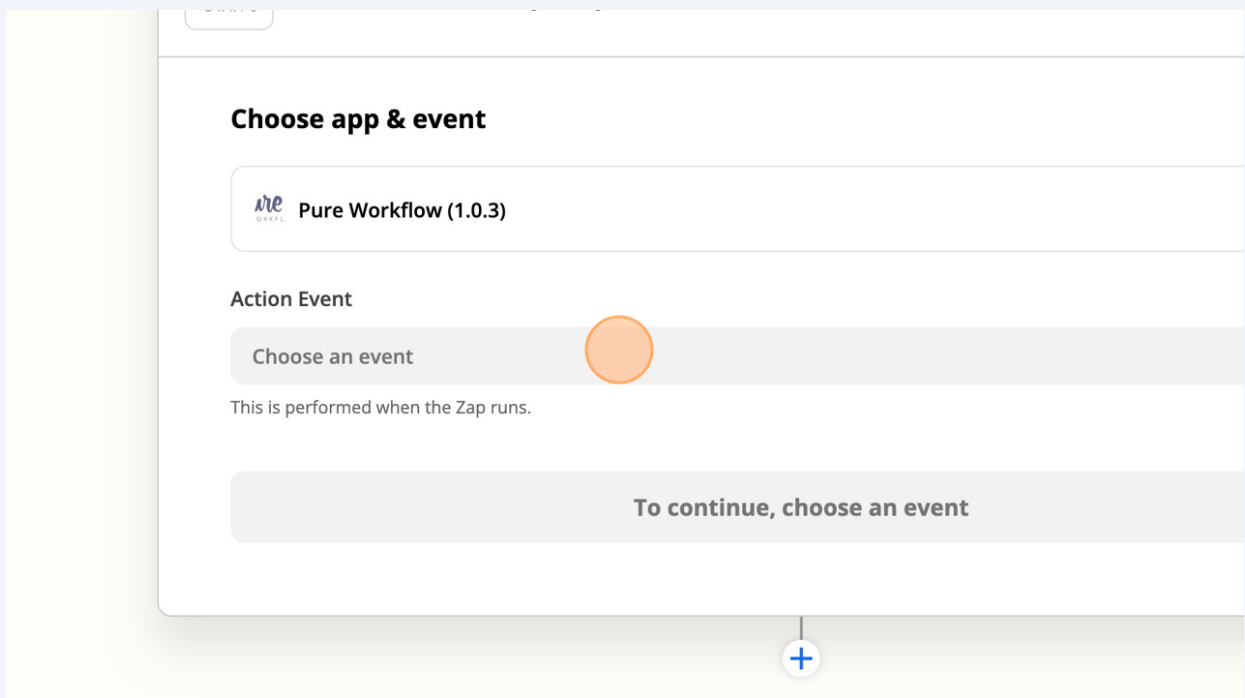 Choose app & event
Pure Workflow (1.0.3)
Action Event
Choose an event
This is performed when the Zap runs.
To continue, choose an event